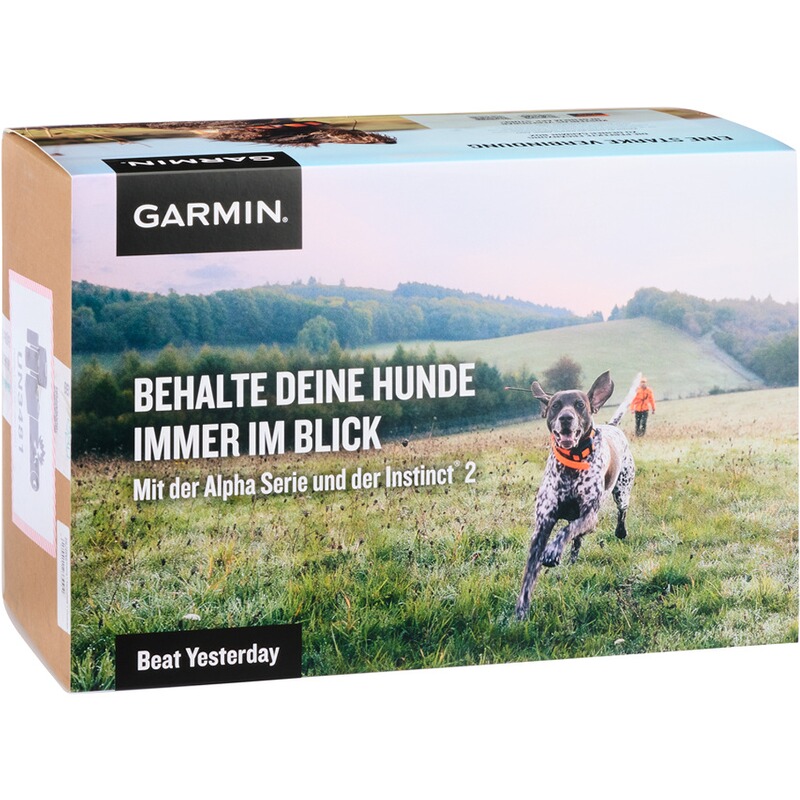 GARMIN
EINE STARKE VERBINDUNG
GARMIN®
BEHALTE DEINE HUNDE
IMMER IM BLICK
Mit der Alpha Serie und der Instinct® 2
Beat Yesterday
UN3481